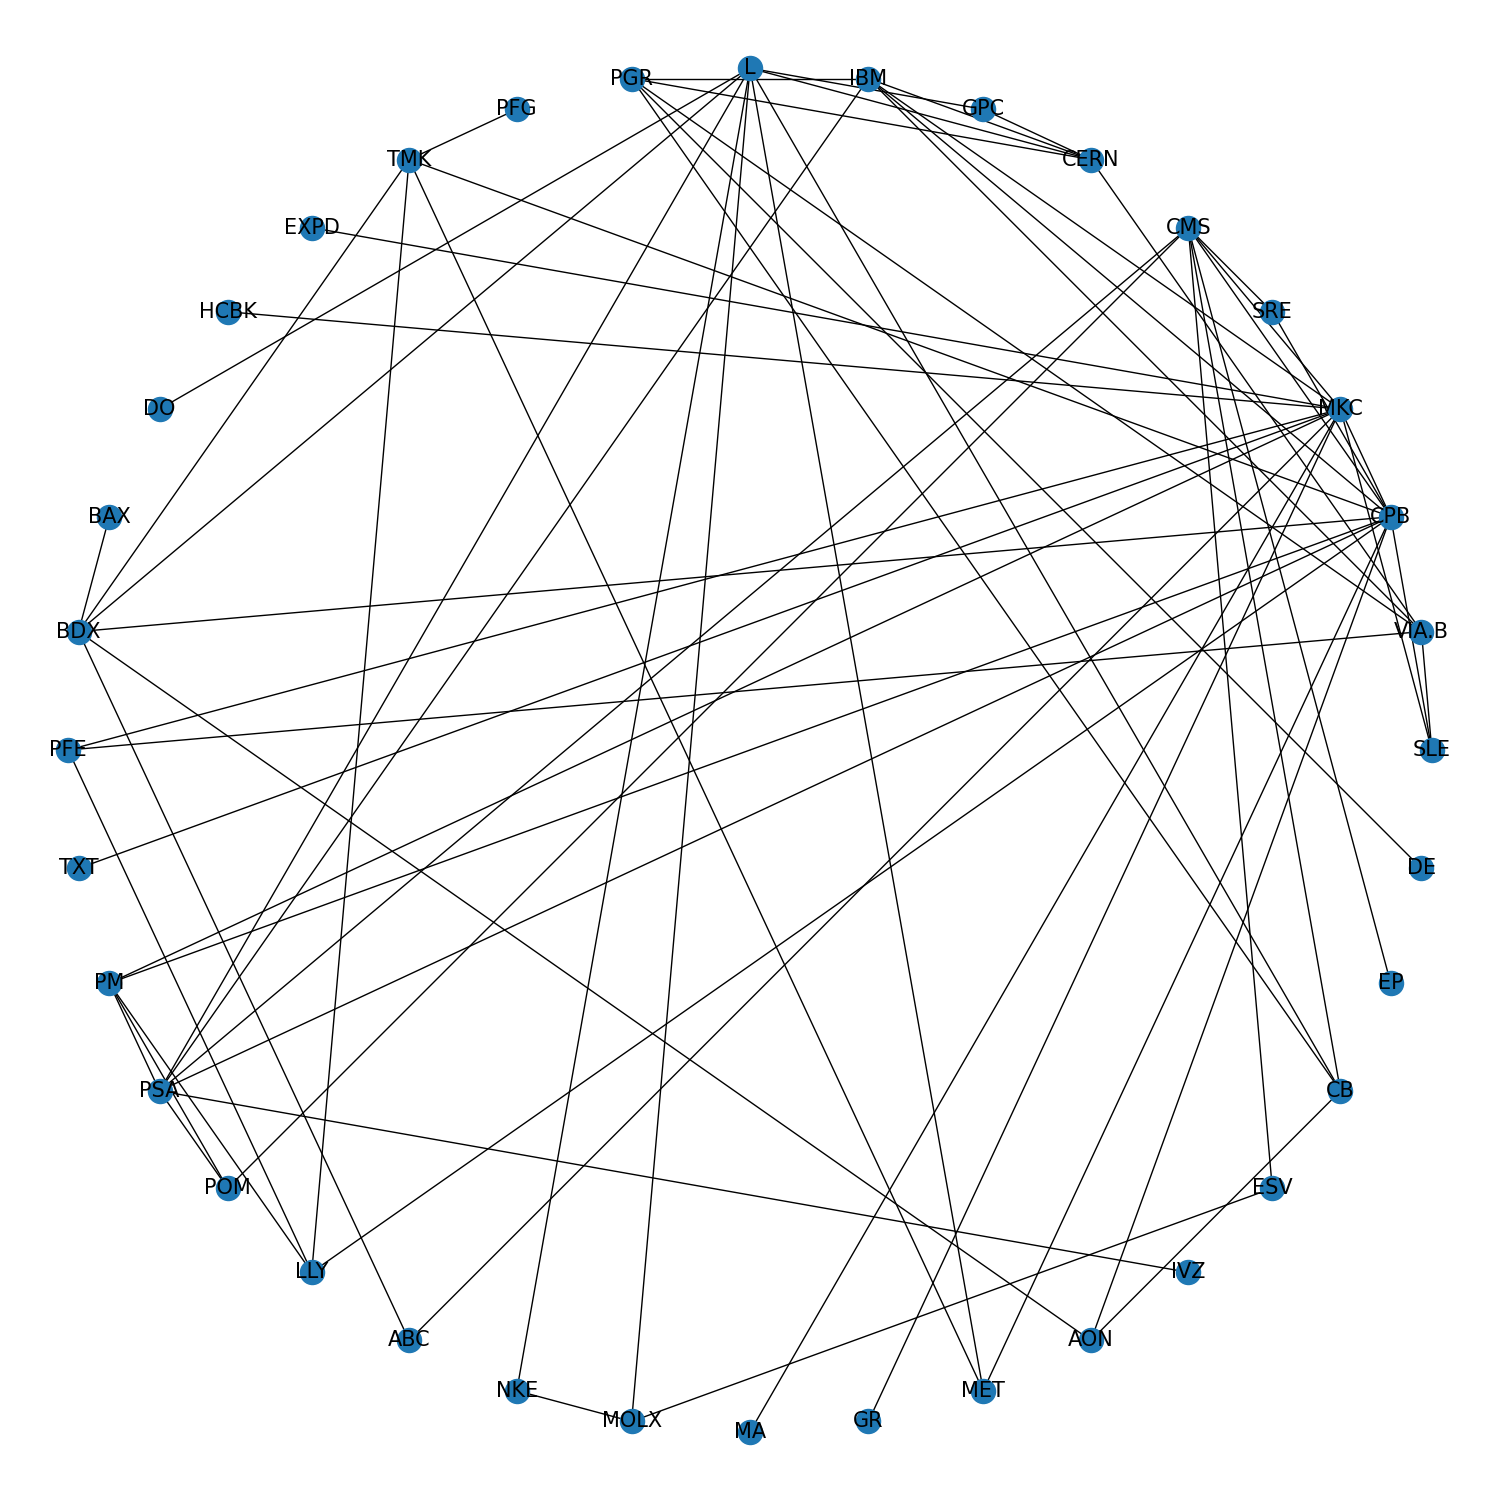 L
PGR
IBM
PFG
GPC
TMK
CERN
EXPD
CMS
HCBK
SRE
DO
MKC
BAX
CPB
BDX
VIA.B
PFE
SLE
TXT
DE
PM
EP
PSA
CB
POM
ESV
LLY
IVZ
ABC
AON
NKE
MET
MOLX
GR
MA